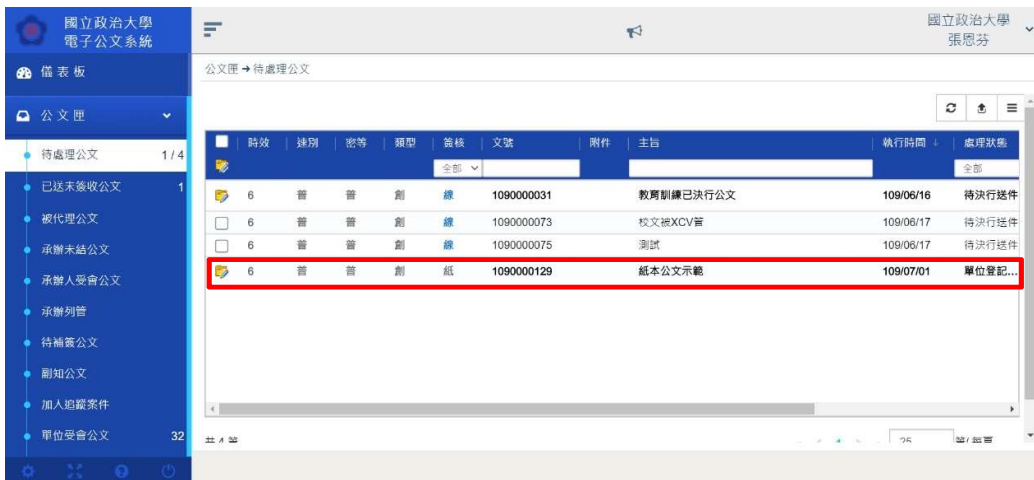 國立政治大學
電子公文系統
國立政治大學
張恩芬
儀表板
公文匣→待處理公文
公文匣
待處理公文 1 / 4
已送未簽收公文 1
被代理公文
承辦未結公文
承辦人受會公文
承辦列管
待補簽公文
副知公文
加入追蹤案件
單位受會公文 32
時效 速別 密等 類型 簽核 文號 附件 主旨 執行時間 ↓ 處理狀態
全部 全部
6 普 普 創 線 1090000031 教育訓練已決行公文 109/06/16 待決行送件
6 普 普 創 線 1090000073 校文被XCV管 109/06/17 待決行送件
6 普 普 創 線 1090000075 測試 109/06/17 待決行送件
6 普 普 創 紙 1090000129 紙本公文示範 109/07/01 單位登記...
共 4 筆 4 25 筆/每頁